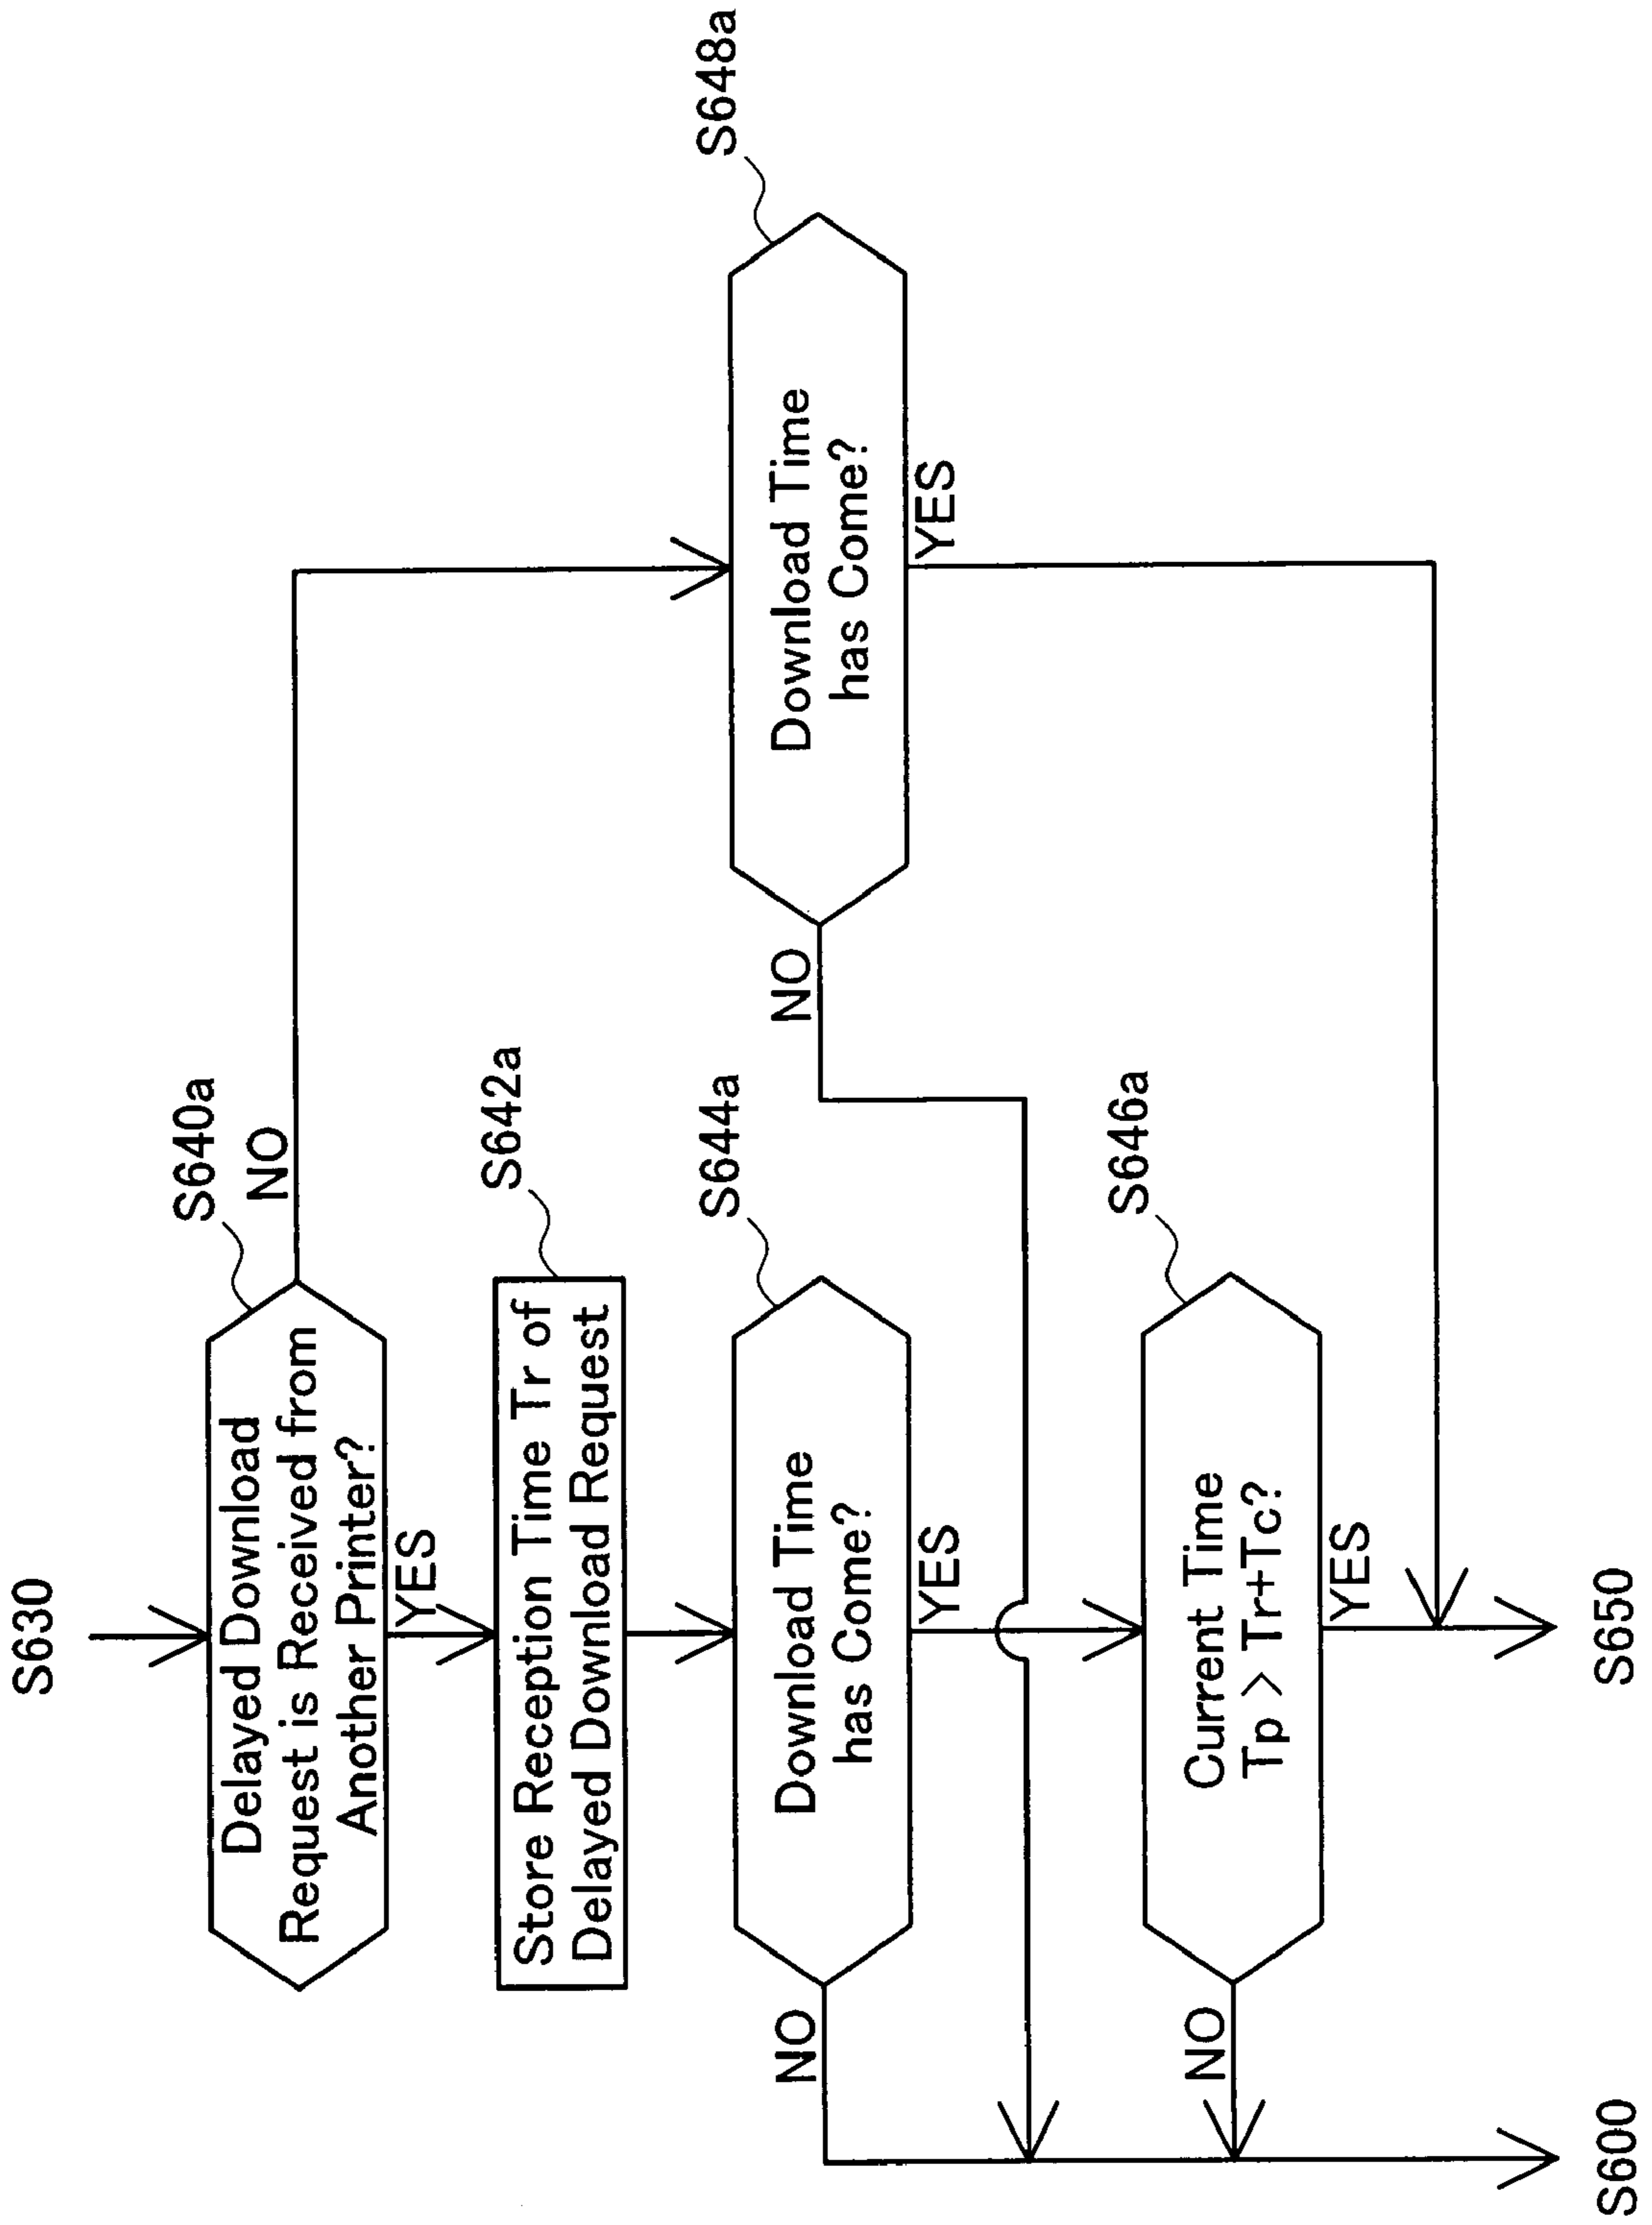 S630
S640a
Delayed Download
Request is Received from
Another Printer?
NO
YES
S642a
Store Reception Time Tr of
Delayed Download Request
S644a
Download Time
has Come?
NO
YES
S648a
Download Time
has Come?
NO
YES
S646a
Current Time
Tp > Tr+Tc?
NO
YES
S600
S650